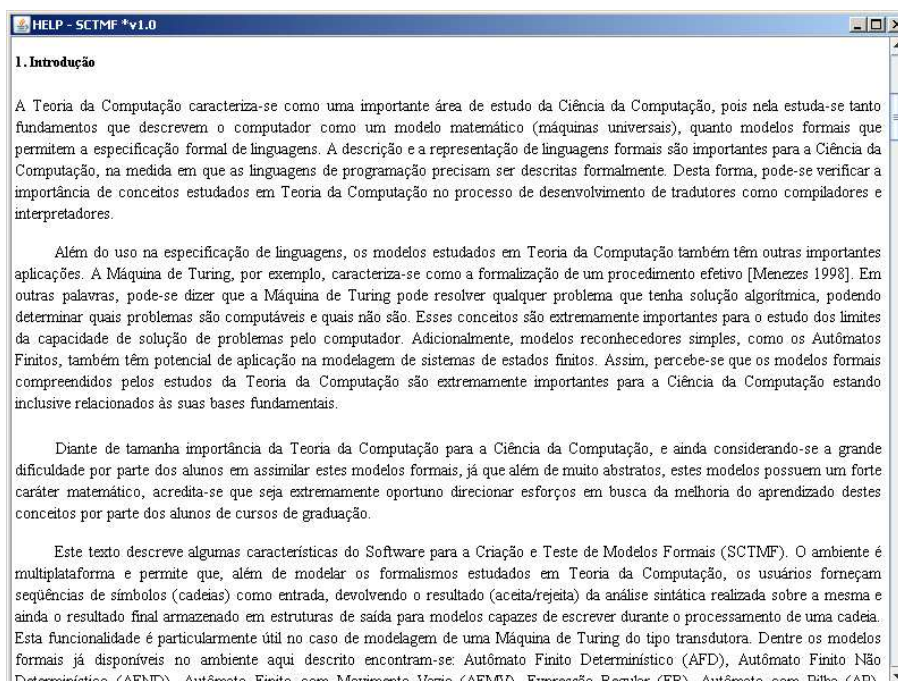 HELP - SCTMF *v1.0
1. Introdução
A Teoria da Computação caracteriza-se como uma importante área de estudo da Ciência da Computação, pois nela estuda-se tanto
fundamentos que descrevem o computador como um modelo matemático (máquinas universais), quanto modelos formais que
permitem a especificação formal de linguagens. A descrição e a representação de linguagens formais são importantes para a Ciência da
Computação, na medida em que as linguagens de programação precisam ser descritas formalmente. Desta forma, pode-se verificar a
importância de conceitos estudados em Teoria da Computação no processo de desenvolvimento de tradutores como compiladores e
interpretadores.
Além do uso na especificação de linguagens, os modelos estudados em Teoria da Computação também têm outras importantes
aplicações. A Máquina de Turing, por exemplo, caracteriza-se como a formalização de um procedimento efetivo [Menezes 1998]. Em
outras palavras, pode-se dizer que a Máquina de Turing pode resolver qualquer problema que tenha solução algorítmica, podendo
determinar quais problemas são computáveis e quais não são. Esses conceitos são extremamente importantes para o estudo dos limites
da capacidade de solução de problemas pelo computador. Adicionalmente, modelos reconhecedores simples, como os Autômatos
Finitos, também têm potencial de aplicação na modelagem de sistemas de estados finitos. Assim, percebe-se que os modelos formais
compreendidos pelos estudos da Teoria da Computação são extremamente importantes para a Ciência da Computação estando
inclusive relacionados às suas bases fundamentais.
Diante de tamanha importância da Teoria da Computação para a Ciência da Computação, e ainda considerando-se a grande
dificuldade por parte dos alunos em assimilar estes modelos formais, já que além de muito abstratos, estes modelos possuem um forte
caráter matemático, acredita-se que seja extremamente oportuno direcionar esforços em busca da melhoria do aprendizado destes
conceitos por parte dos alunos de cursos de graduação.
Este texto descreve algumas características do Software para a Criação e Teste de Modelos Formais (SCTMF). O ambiente é
multiplataforma e permite que, além de modelar os formalismos estudados em Teoria da Computação, os usuários forneçam
seqüências de símbolos (cadeias) como entrada, devolvendo o resultado (aceita/rejeita) da análise sintática realizada sobre a mesma e
ainda o resultado final armazenado em estruturas de saída para modelos capazes de escrever durante o processamento de uma cadeia.
Esta funcionalidade é particularmente útil no caso de modelagem de uma Máquina de Turing do tipo transdutora. Dentre os modelos
formais já disponíveis no ambiente aqui descrito encontram-se: Autômato Finito Determinístico (AFD), Autômato Finito Não
Determinístico (AFND), Autômato Finito com Movimento Vazio (AFMV), Expressão Regular (ER), Autômato com Pilha (AP),